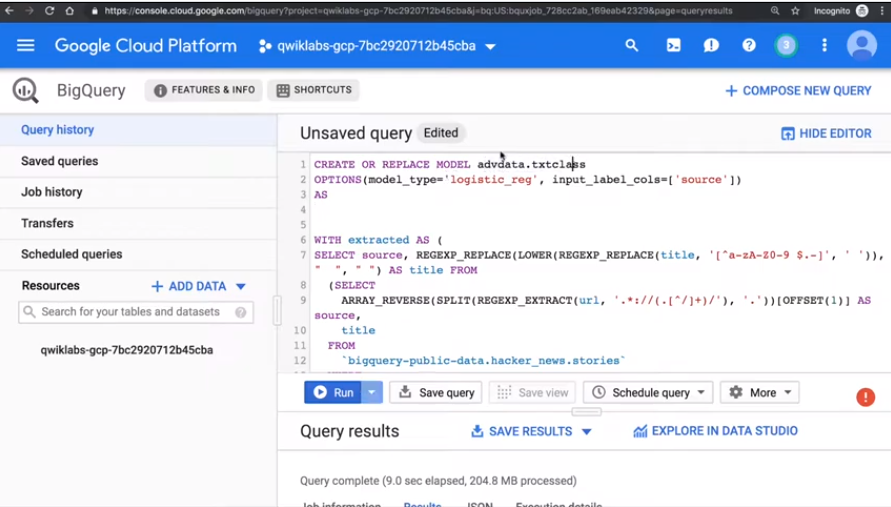 https://console.cloud.google.com/bigquery?project=qwiklabs-gcp-7bc2920712b45cba&j=bq:US:bquxjob_728cc2ab_169eab42329&page=queryresults
Incognito
Google Cloud Platform
qwiklabs-gcp-7bc2920712b45cba
3
BigQuery
FEATURES & INFO
SHORTCUTS
+ COMPOSE NEW QUERY
Query history
Saved queries
Job history
Transfers
Scheduled queries
Resources
+ ADD DATA
Search for your tables and datasets
qwiklabs-gcp-7bc2920712b45cba
Unsaved query
Edited
HIDE EDITOR
1 CREATE OR REPLACE MODEL advdata.txtclass
2 OPTIONS(model_type='logistic_reg', input_label_cols=['source'])
3 AS
4
5
6 WITH extracted AS (
7 SELECT source, REGEXP_REPLACE(LOWER(REGEXP_REPLACE(title, '[^a-zA-Z0-9 $.-]', ' ')),
"  ", " ") AS title FROM
8 (SELECT
9 ARRAY_REVERSE(SPLIT(REGEXP_EXTRACT(url, '.*://(.[^/]+)/'), '.'))[OFFSET(1)] AS
source,
10 title
11 FROM
12 `bigquery-public-data.hacker_news.stories`
Run
Save query
Save view
Schedule query
More
Query results
SAVE RESULTS
EXPLORE IN DATA STUDIO
Query complete (9.0 sec elapsed, 204.8 MB processed)
Job information
Results
JSON
Execution details